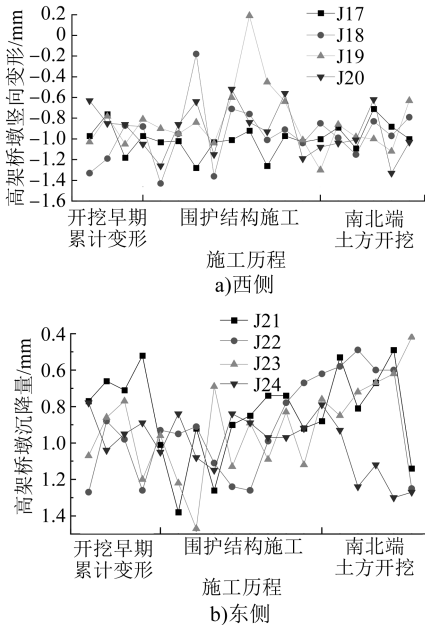 高架桥墩竖向变形/mm
0.2
0
−0.2
−0.4
−0.6
−0.8
−1.0
−1.2
−1.4
−1.6
J17
J18
J19
J20
开挖早期
累计变形
围护结构施工
南北端
土方开挖
施工历程
a)西侧
高架桥墩沉降量/mm
0.4
0.6
0.8
1.0
1.2
1.4
J21
J22
J23
J24
开挖早期
累计变形
围护结构施工
南北端
土方开挖
施工历程
b)东侧